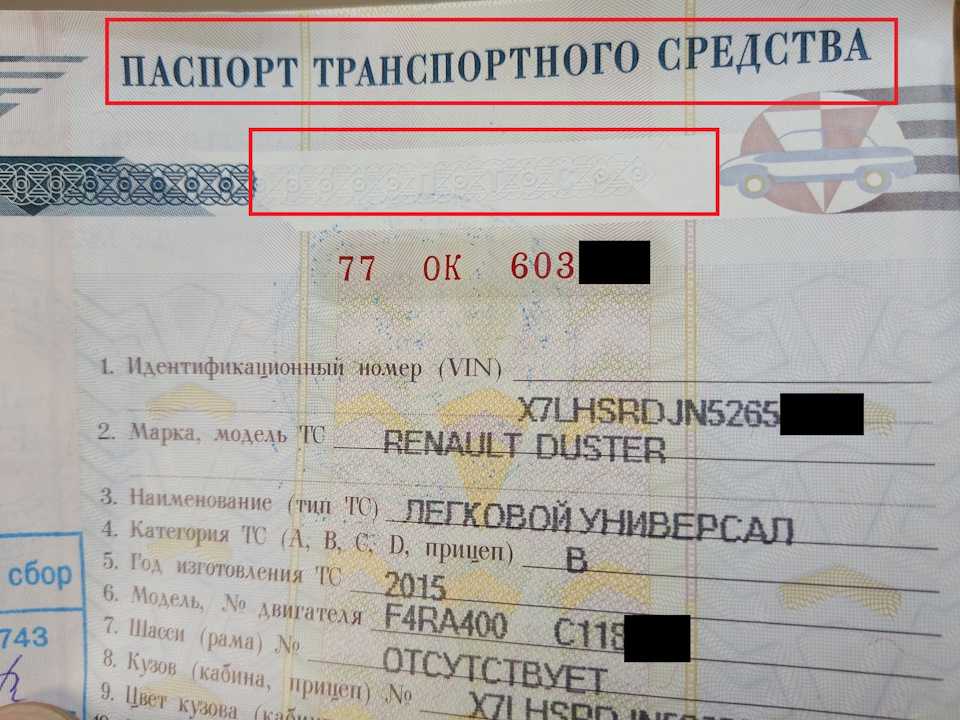 ПАСПОРТ ТРАНСПОРТНОГО СРЕДСТВА
77 ОК 603
1. Идентификационный номер (VIN)
X7LHSRDJN5265
2. Марка, модель ТС RENAULT DUSTER
3. Наименование (тип ТС) ЛЕГКОВОЙ УНИВЕРСАЛ
4. Категория ТС (A, B, C, D, прицеп) B
5. Год изготовления ТС 2015
6. Модель, № двигателя F4RA400 C118
7. Шасси (рама) № ОТСУТСТВУЕТ
8. Кузов (кабина, прицеп) №
9. Цвет кузова
сбор
743